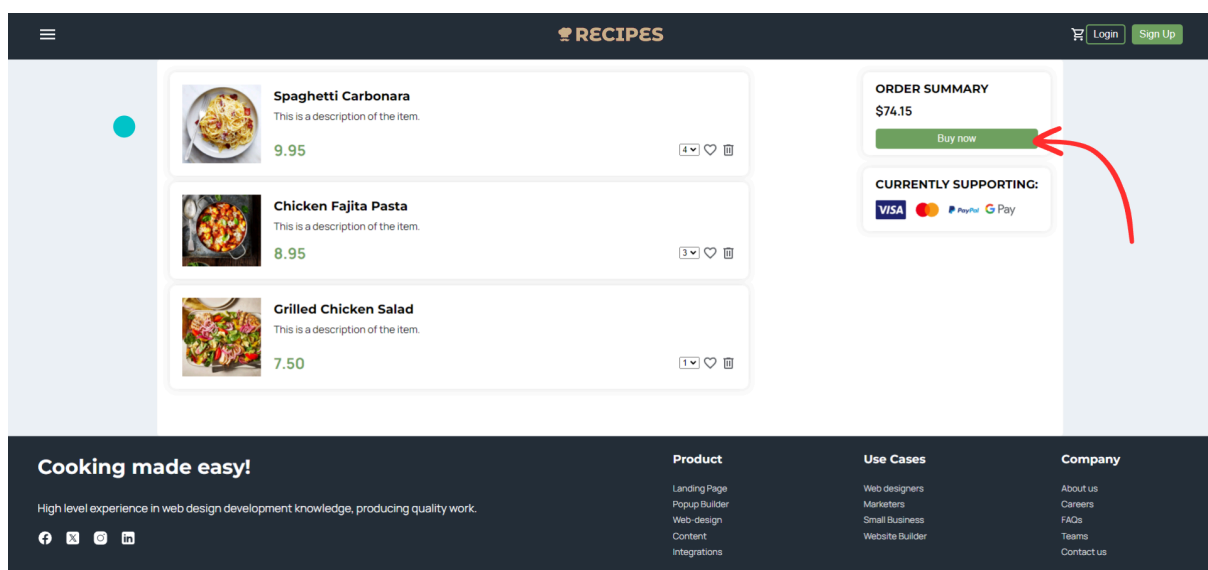 RECIPES
Login
Sign Up
Spaghetti Carbonara
This is a description of the item.
9.95
4
Chicken Fajita Pasta
This is a description of the item.
8.95
3
Grilled Chicken Salad
This is a description of the item.
7.50
1
ORDER SUMMARY
$74.15
Buy now
CURRENTLY SUPPORTING:
VISA PayPal G Pay
Cooking made easy!
High level experience in web design development knowledge, producing quality work.
Product
Landing Page
Popup Builder
Web-design
Content
Integrations
Use Cases
Web designers
Marketers
Small Business
Website Builder
Company
About us
Careers
FAQs
Teams
Contact us